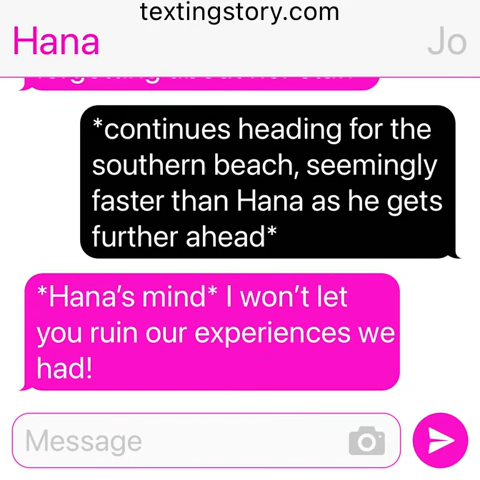 textingstory.com
Hana
Jo
*continues heading for the
southern beach, seemingly
faster than Hana as he gets
further ahead*
*Hana’s mind* I won’t let
you ruin our experiences we
had!
Message